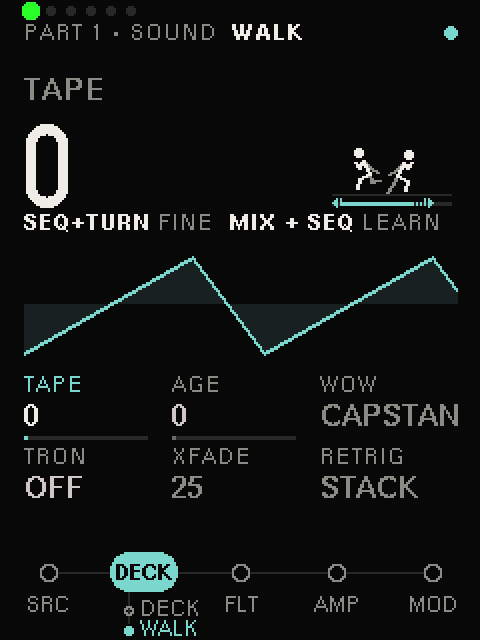 PART 1 · SOUND WALK
TAPE
0
SEQ+TURN FINE MIX + SEQ LEARN
TAPE AGE WOW
0 0 CAPSTAN
TRON XFADE RETRIG
OFF 25 STACK
DECK
SRC DECK FLT AMP MOD
WALK